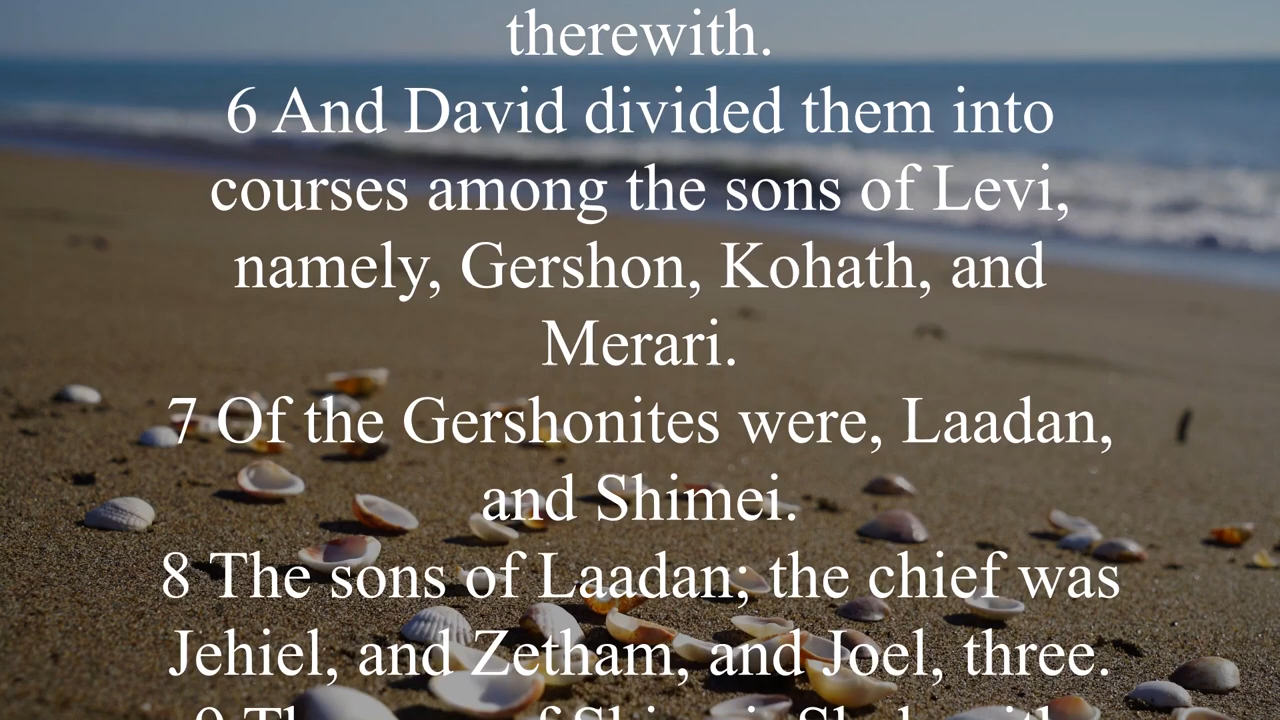 therewith.
6 And David divided them into
courses among the sons of Levi,
namely, Gershon, Kohath, and
Merari.
7 Of the Gershonites were, Laadan,
and Shimei.
8 The sons of Laadan; the chief was
Jehiel, and Zetham, and Joel, three.